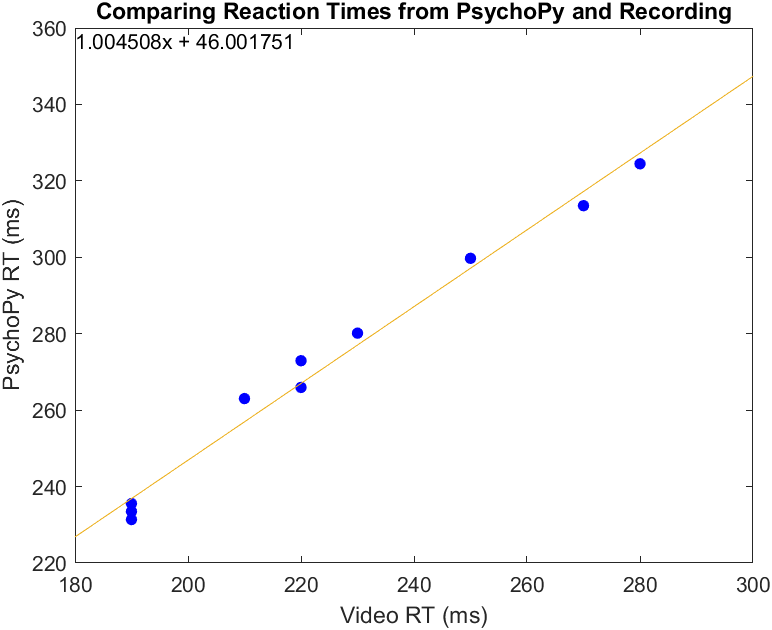 Comparing Reaction Times from PsychoPy and Recording
1.004508x + 46.001751
360
340
320
300
280
260
240
220
PsychoPy RT (ms)
180 200 220 240 260 280 300
Video RT (ms)